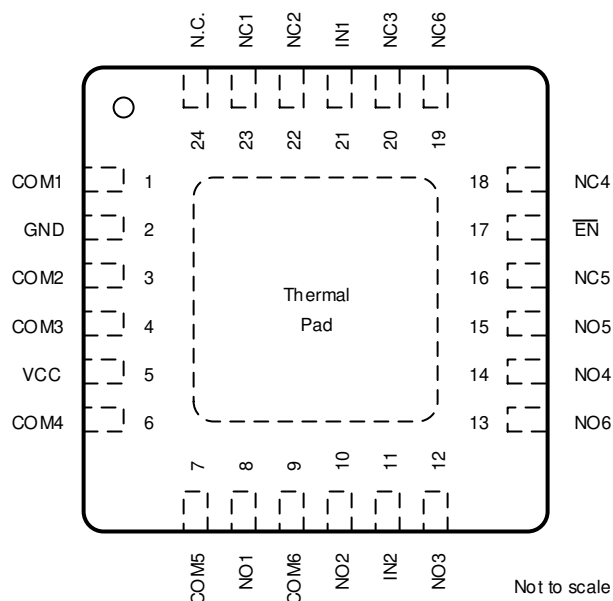 N.C.
NC1
NC2
IN1
NC3
NC6
24
23
22
21
20
19
COM1 1
GND 2
COM2 3
COM3 4
VCC 5
COM4 6
Thermal
Pad
18 NC4
17 E̅N̅
16 NC5
15 NO5
14 NO4
13 NO6
7
8
9
10
11
12
COM5
NO1
COM6
NO2
IN2
NO3
Not to scale